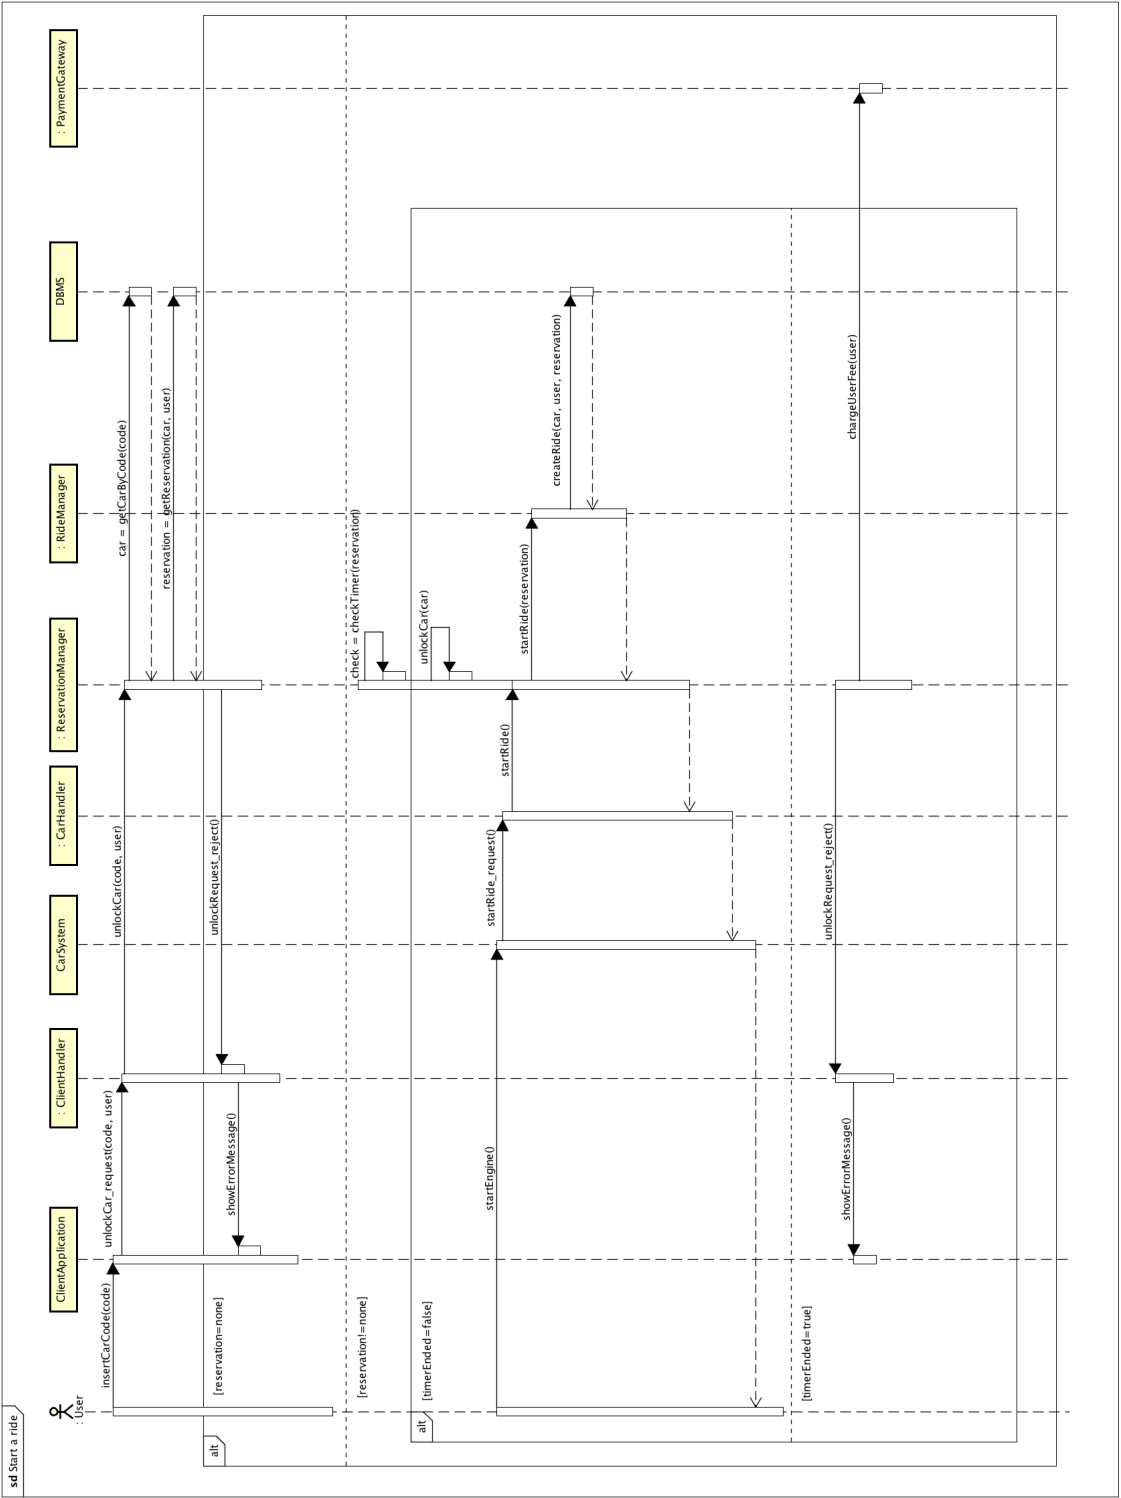 sd Start a ride
: User
ClientApplication
: ClientHandler
CarSystem
: CarHandler
: ReservationManager
: RideManager
DBMS
: PaymentGateway
insertCarCode(code)
unlockCar_request(code, user)
unlockCar(code, user)
car = getCarByCode(code)
reservation = getReservation(car, user)
alt
[reservation=none]
unlockRequest_reject()
showErrorMessage()
[reservation!=none]
check = checkTimer(reservation)
alt
[timerEnded=false]
unlockCar(car)
startEngine()
startRide_request()
startRide()
startRide(reservation)
createRide(car, user, reservation)
[timerEnded=true]
unlockRequest_reject()
showErrorMessage()
chargeUserFee(user)